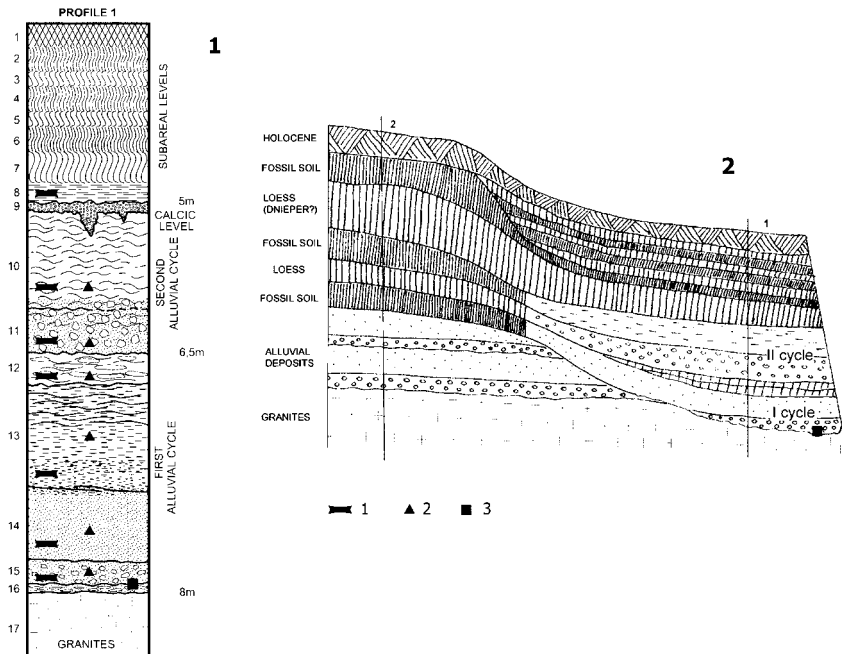 PROFILE 1
1
2
3
4
5
6
7
8
9
10
11
12
13
14
15
16
17
SUBAREAL LEVELS
5m
CALCIC
LEVEL
SECOND
ALLUVIAL CYCLE
6,5m
FIRST
ALLUVIAL CYCLE
8m
GRANITES
1
2
HOLOCENE
FOSSIL SOIL
LOESS
(DNIEPER?)
FOSSIL SOIL
LOESS
FOSSIL SOIL
ALLUVIAL
DEPOSITS
GRANITES
2
1
II cycle
I cycle
1 2 3